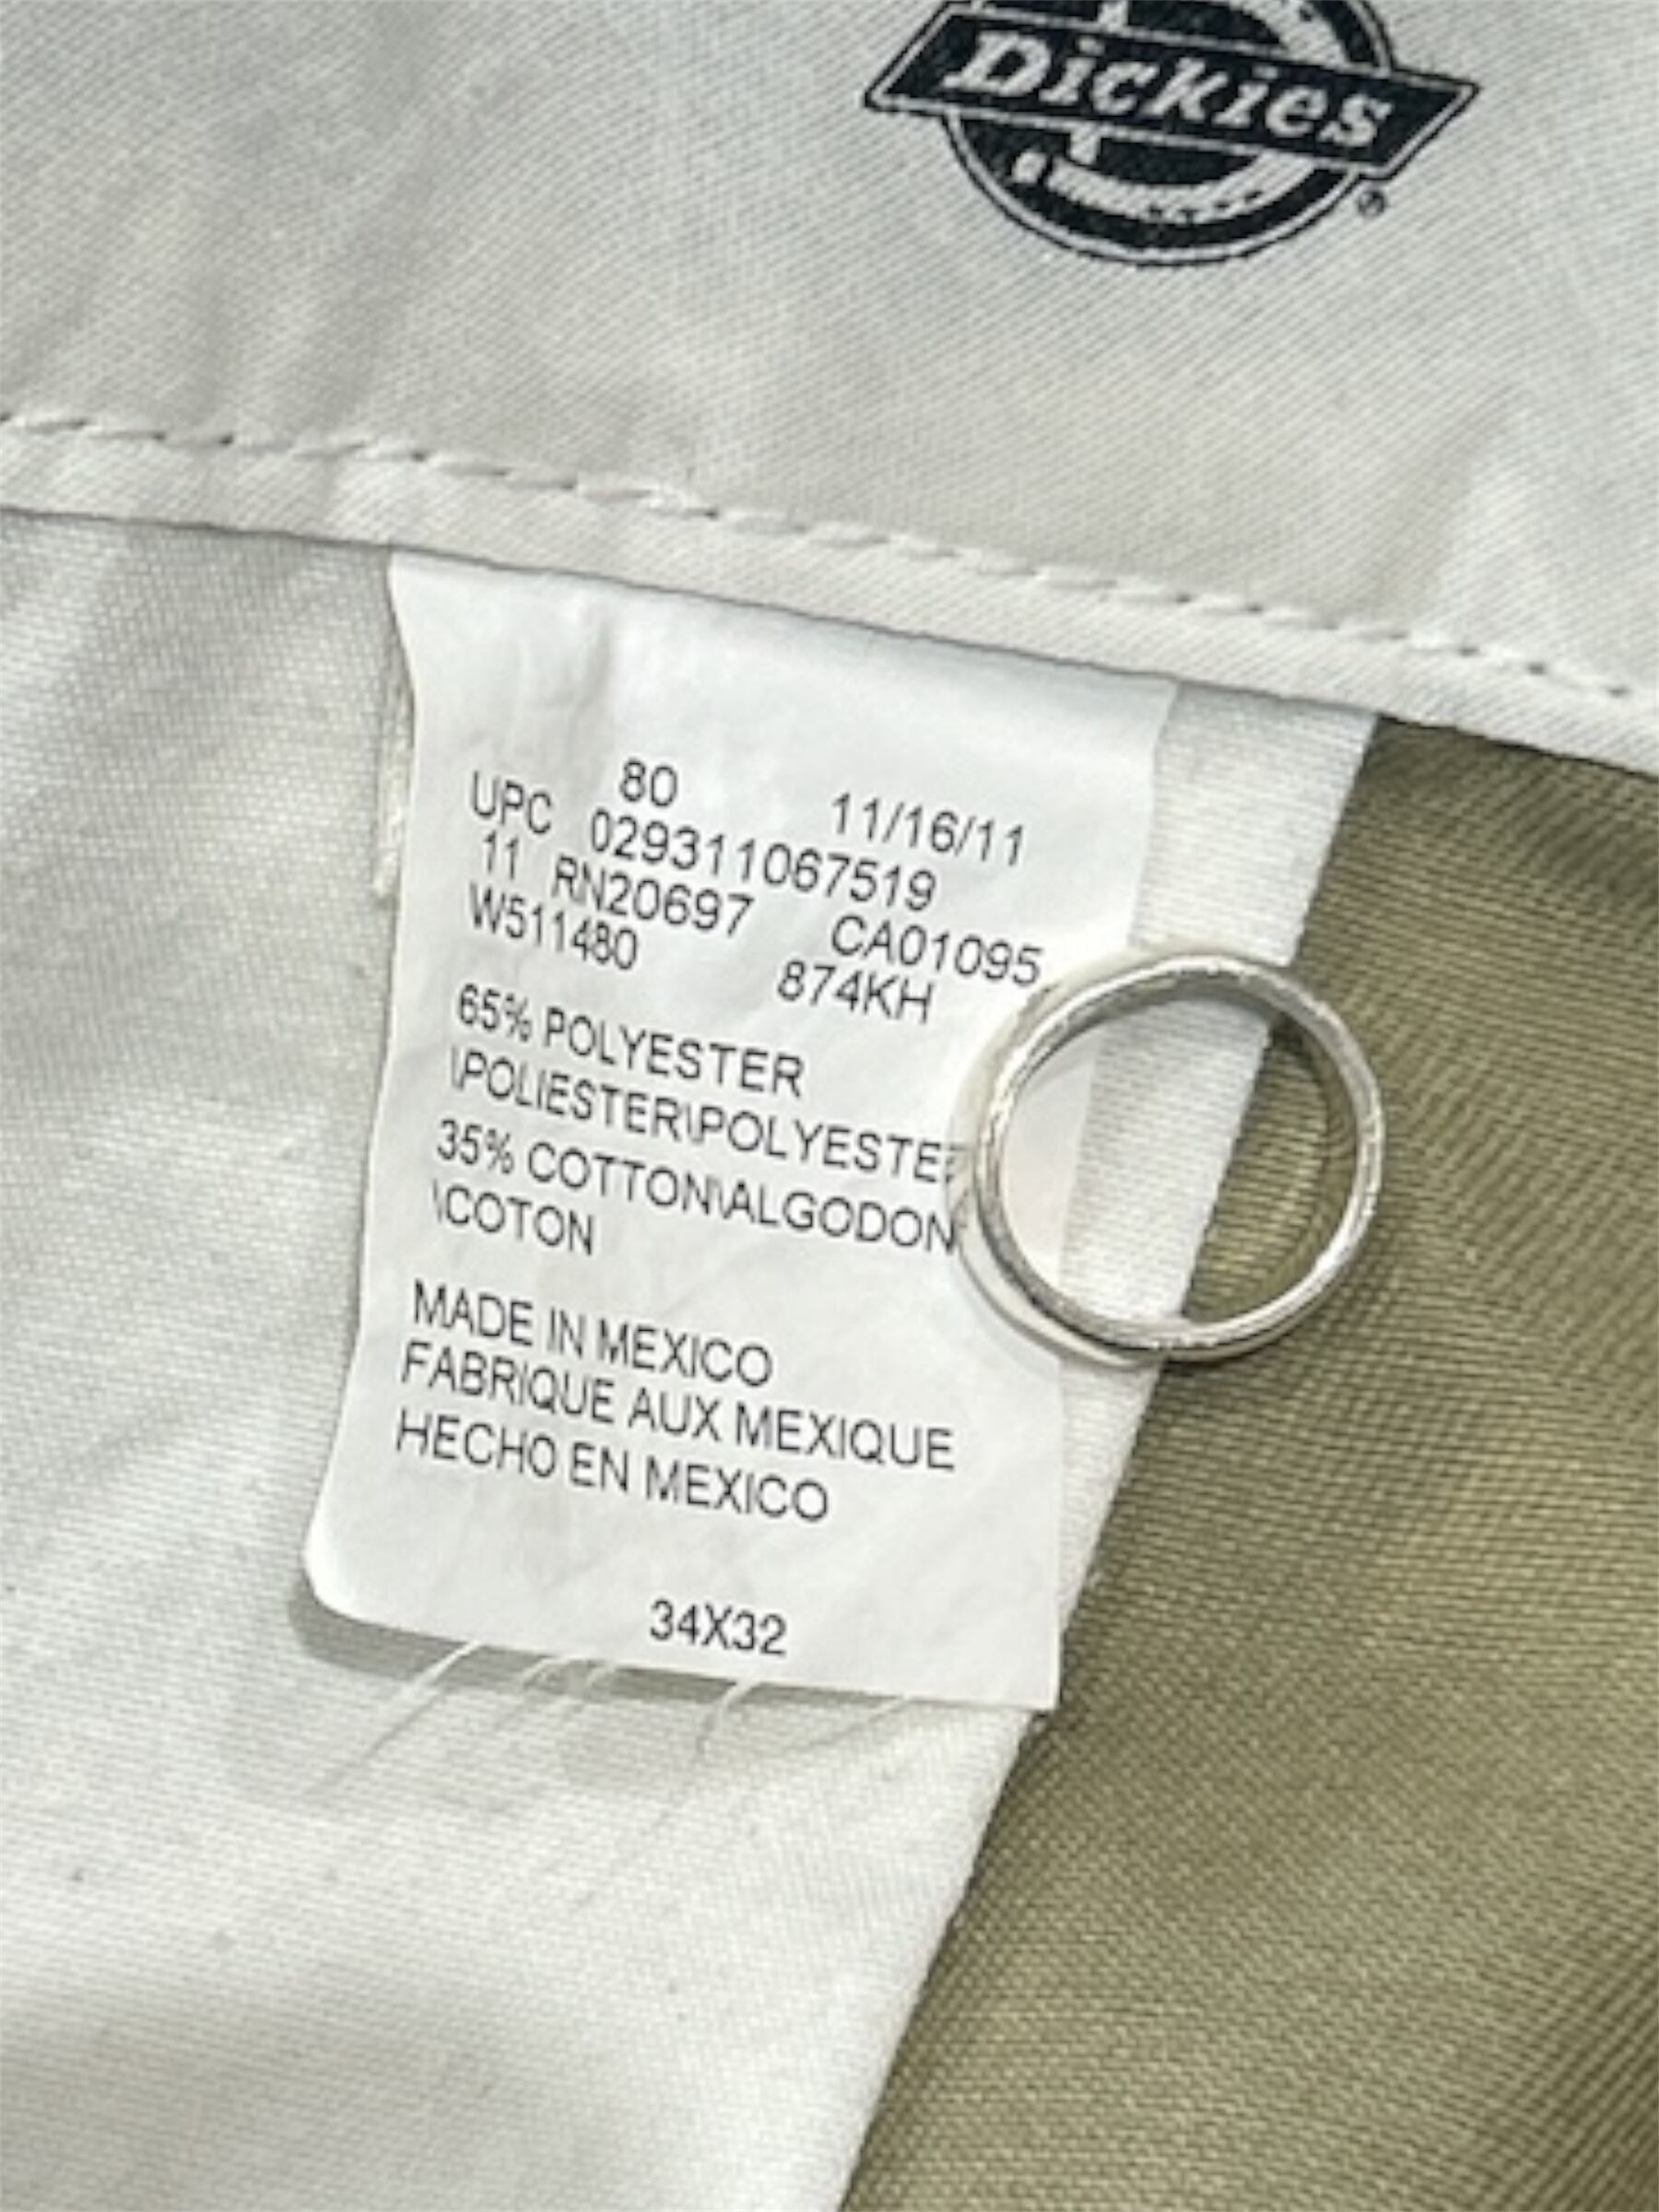 Dickies
®
80 11/16/11
UPC 029311067519
11 RN20697 CA01095
W511480 874KH
65% POLYESTER
\POLIESTER\POLYESTE
35% COTTON\ALGODON
\COTON
MADE IN MEXICO
FABRIQUE AUX MEXIQUE
HECHO EN MEXICO
34X32